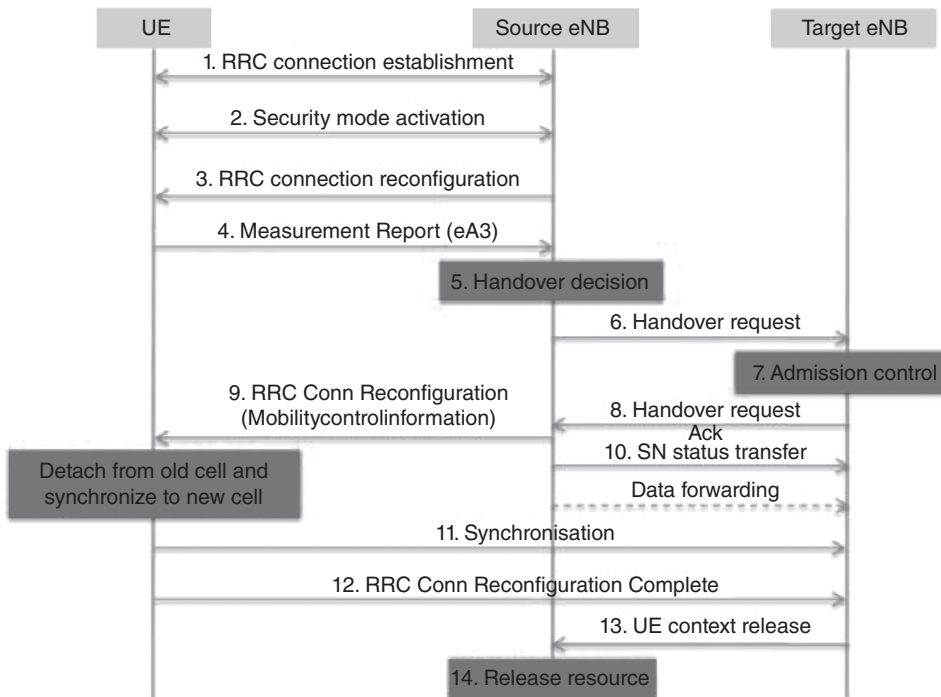 UE
Source eNB
Target eNB
1. RRC connection establishment
2. Security mode activation
3. RRC connection reconfiguration
4. Measurement Report (eA3)
5. Handover decision
6. Handover request
7. Admission control
8. Handover request
Ack
9. RRC Conn Reconfiguration
(Mobilitycontrolinformation)
10. SN status transfer
Detach from old cell and
synchronize to new cell
Data forwarding
11. Synchronisation
12. RRC Conn Reconfiguration Complete
13. UE context release
14. Release resource